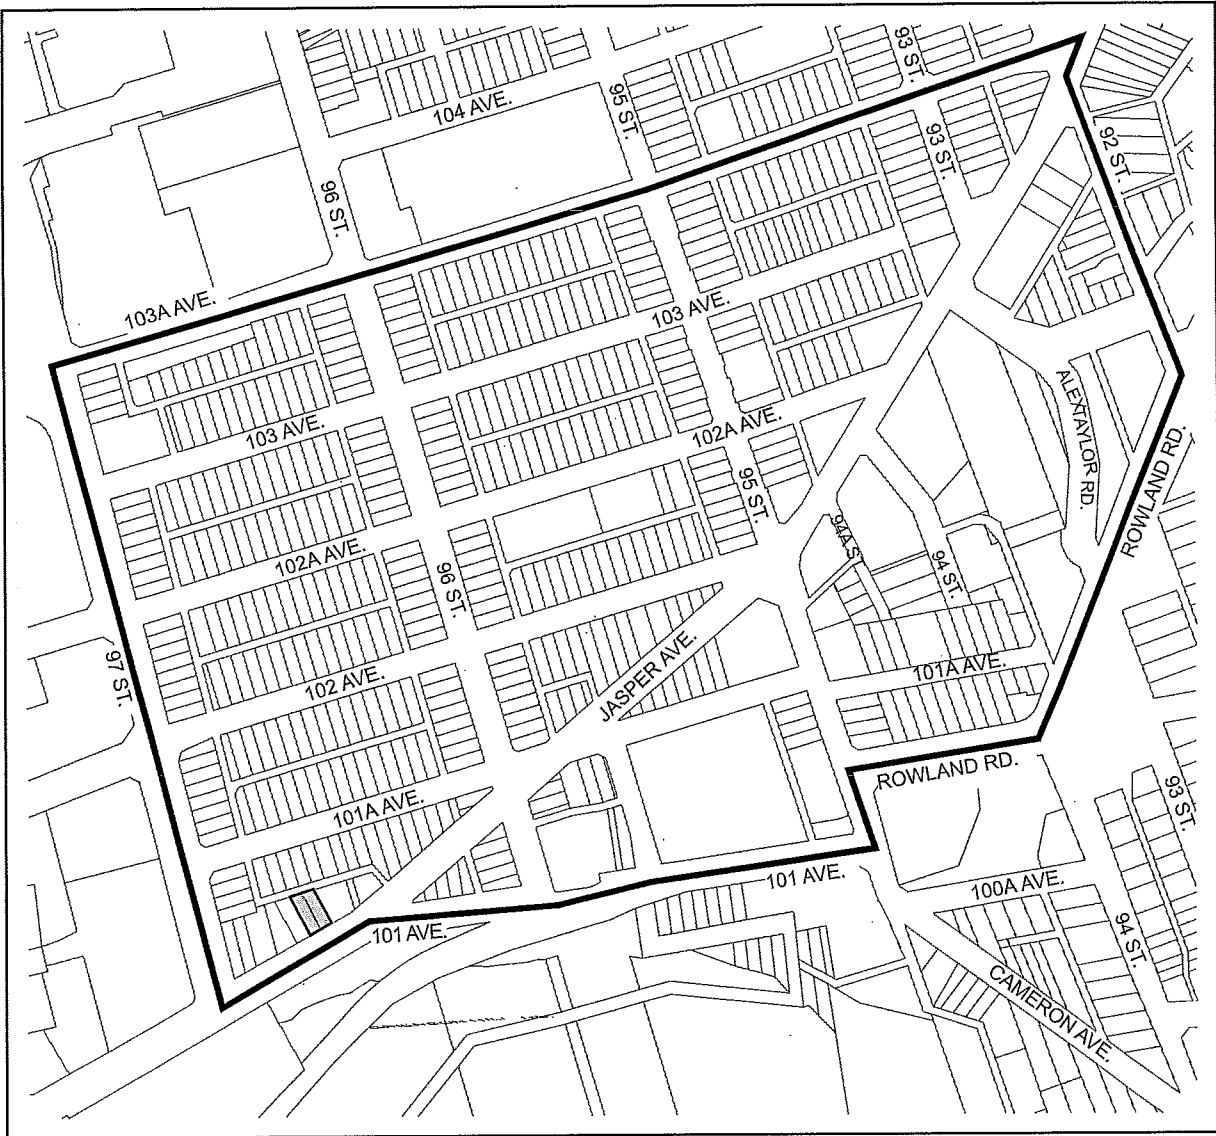 93 ST.
104 AVE.
95 ST.
93 ST.
92 ST.
96 ST.
103A AVE.
103 AVE.
ALEX TAYLOR RD.
103 AVE.
102A AVE.
ROWLAND RD.
95 ST.
94A S
102A AVE.
96 ST.
94 ST.
97 ST.
102 AVE.
JASPER AVE.
101A AVE.
ROWLAND RD.
101A AVE.
93 ST.
101 AVE.
100A AVE.
101 AVE.
94 ST.
CAMERON AVE.